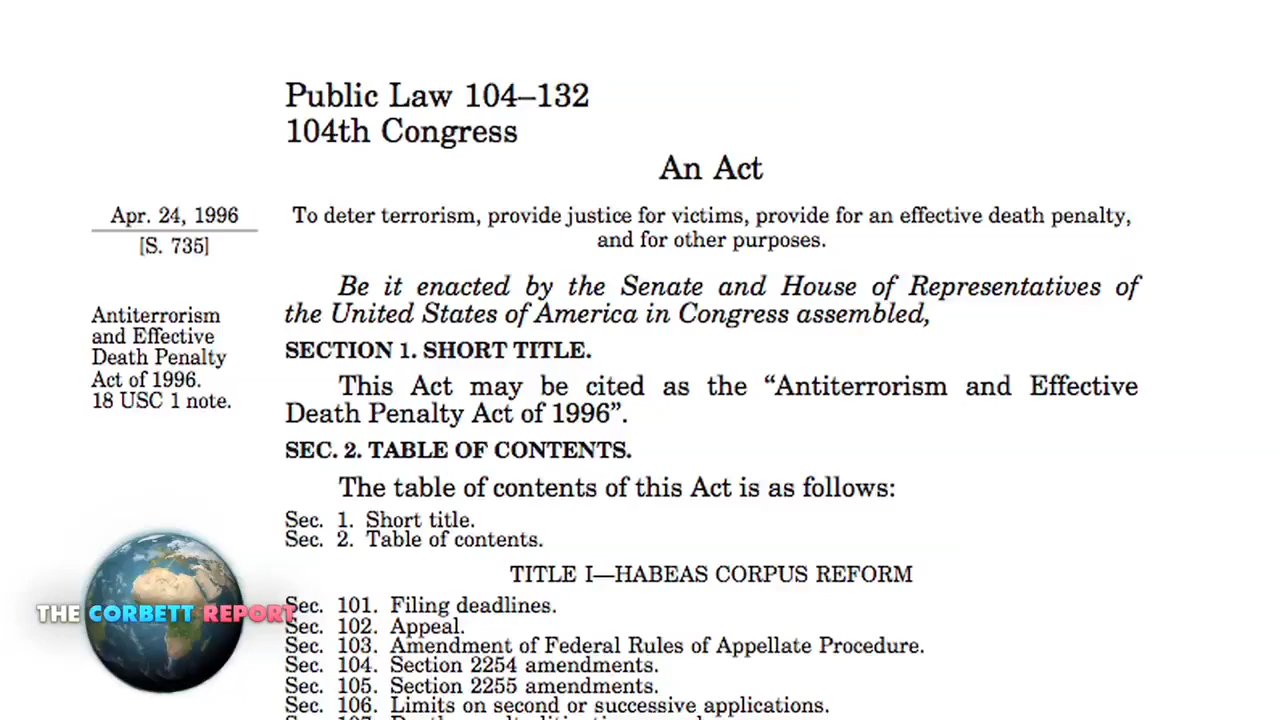 Public Law 104–132
104th Congress
An Act
Apr. 24, 1996
[S. 735]
To deter terrorism, provide justice for victims, provide for an effective death penalty,
and for other purposes.
Be it enacted by the Senate and House of Representatives of
the United States of America in Congress assembled,
Antiterrorism
and Effective
Death Penalty
Act of 1996.
18 USC 1 note.
SECTION 1. SHORT TITLE.
This Act may be cited as the “Antiterrorism and Effective
Death Penalty Act of 1996”.
SEC. 2. TABLE OF CONTENTS.
The table of contents of this Act is as follows:
Sec. 1. Short title.
Sec. 2. Table of contents.
TITLE I—HABEAS CORPUS REFORM
Sec. 101. Filing deadlines.
Sec. 102. Appeal.
Sec. 103. Amendment of Federal Rules of Appellate Procedure.
Sec. 104. Section 2254 amendments.
Sec. 105. Section 2255 amendments.
Sec. 106. Limits on second or successive applications.
THE CORBETT REPORT